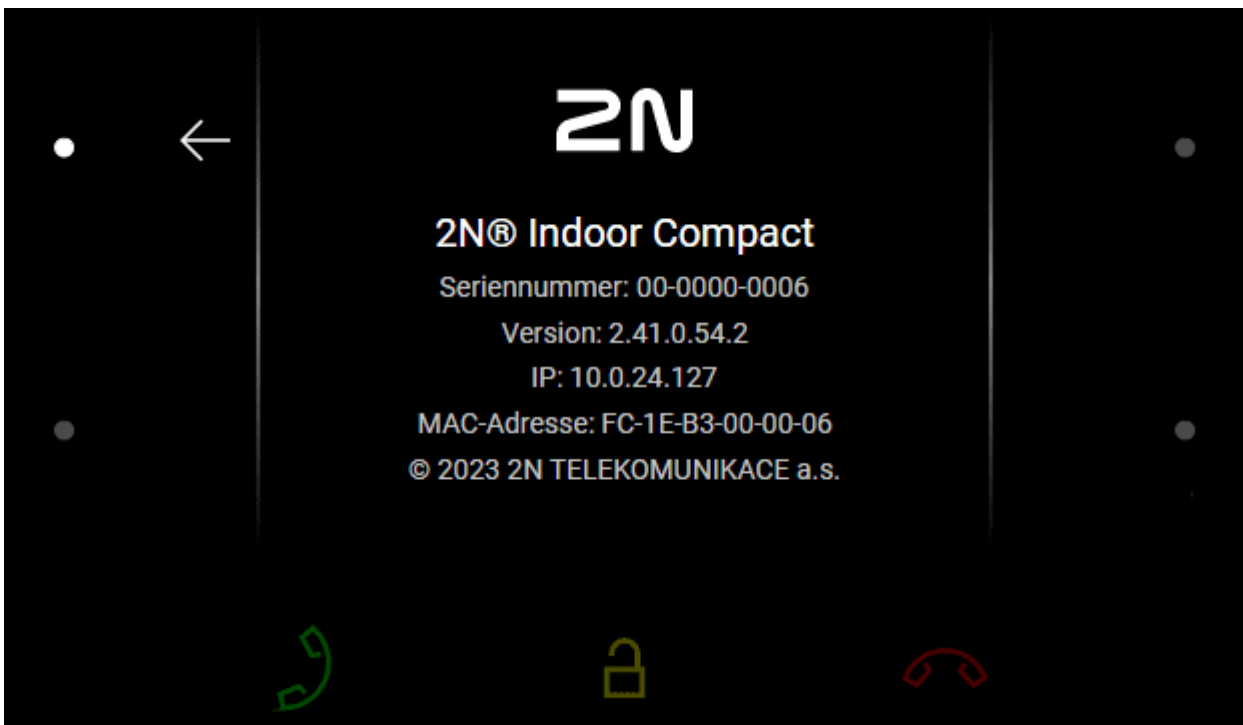 2N
2N® Indoor Compact
Seriennummer: 00-0000-0006
Version: 2.41.0.54.2
IP: 10.0.24.127
MAC-Adresse: FC-1E-B3-00-00-06
© 2023 2N TELEKOMUNIKACE a.s.